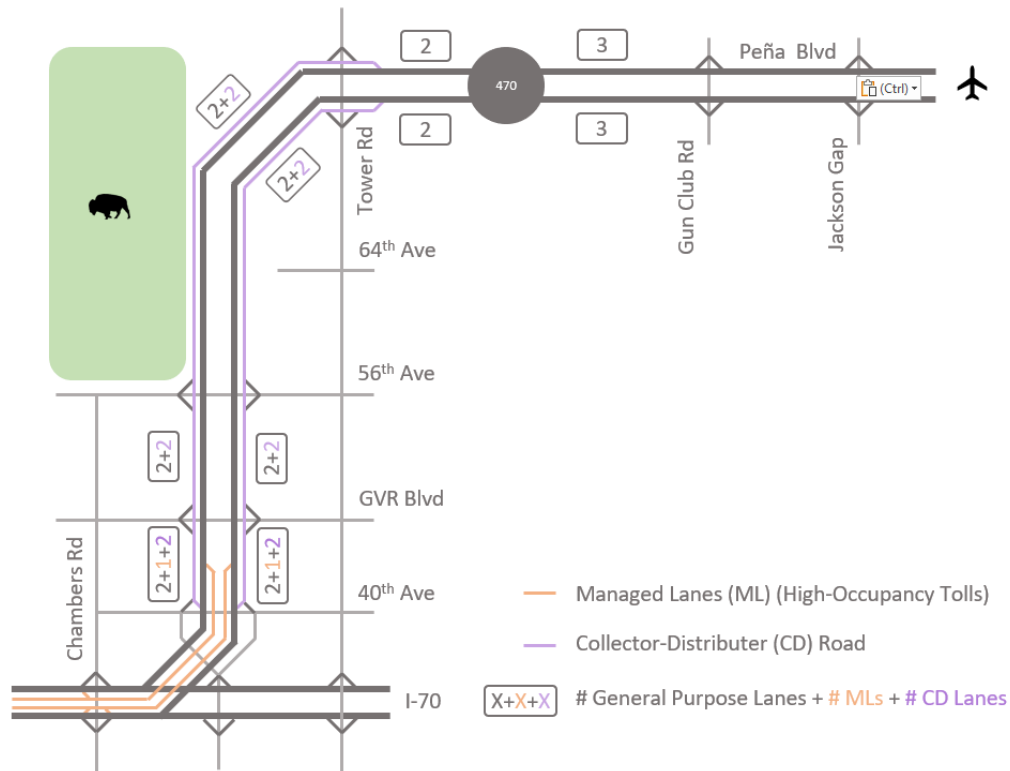 2
3
Peña Blvd
470
(Ctrl)
2+2
2
3
2+2
Tower Rd
Gun Club Rd
Jackson Gap
64th Ave
56th Ave
2+2
2+2
GVR Blvd
2+1+2
2+1+2
Chambers Rd
40th Ave
Managed Lanes (ML) (High-Occupancy Tolls)
Collector-Distributer (CD) Road
I-70
X+X+X
# General Purpose Lanes + # MLs + # CD Lanes